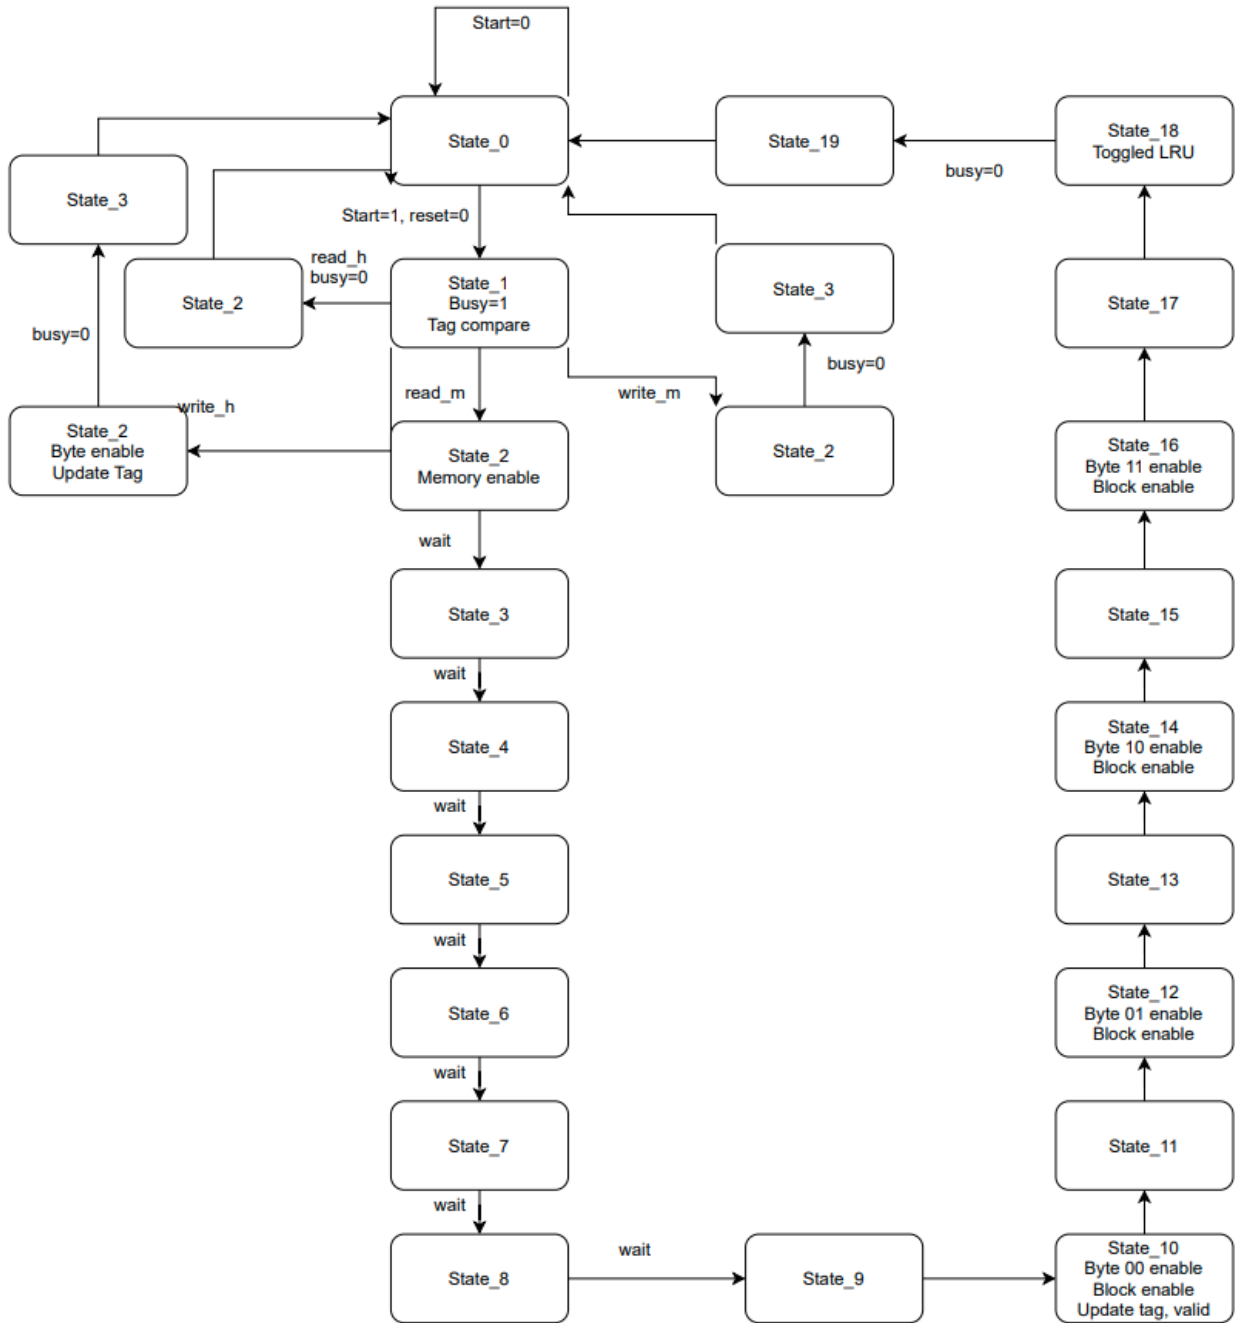 Start=0
State_0
State_19
State_18
Toggled LRU
busy=0
State_3
Start=1, reset=0
read_h
busy=0
State_2
State_1
Busy=1
Tag compare
State_3
State_17
busy=0
busy=0
read_m
write_m
write_h
State_2
Byte enable
Update Tag
State_2
Memory enable
State_2
State_16
Byte 11 enable
Block enable
wait
State_3
State_15
wait
State_4
State_14
Byte 10 enable
Block enable
wait
State_5
State_13
wait
State_6
State_12
Byte 01 enable
Block enable
wait
State_7
State_11
wait
State_8
wait
State_9
State_10
Byte 00 enable
Block enable
Update tag, valid